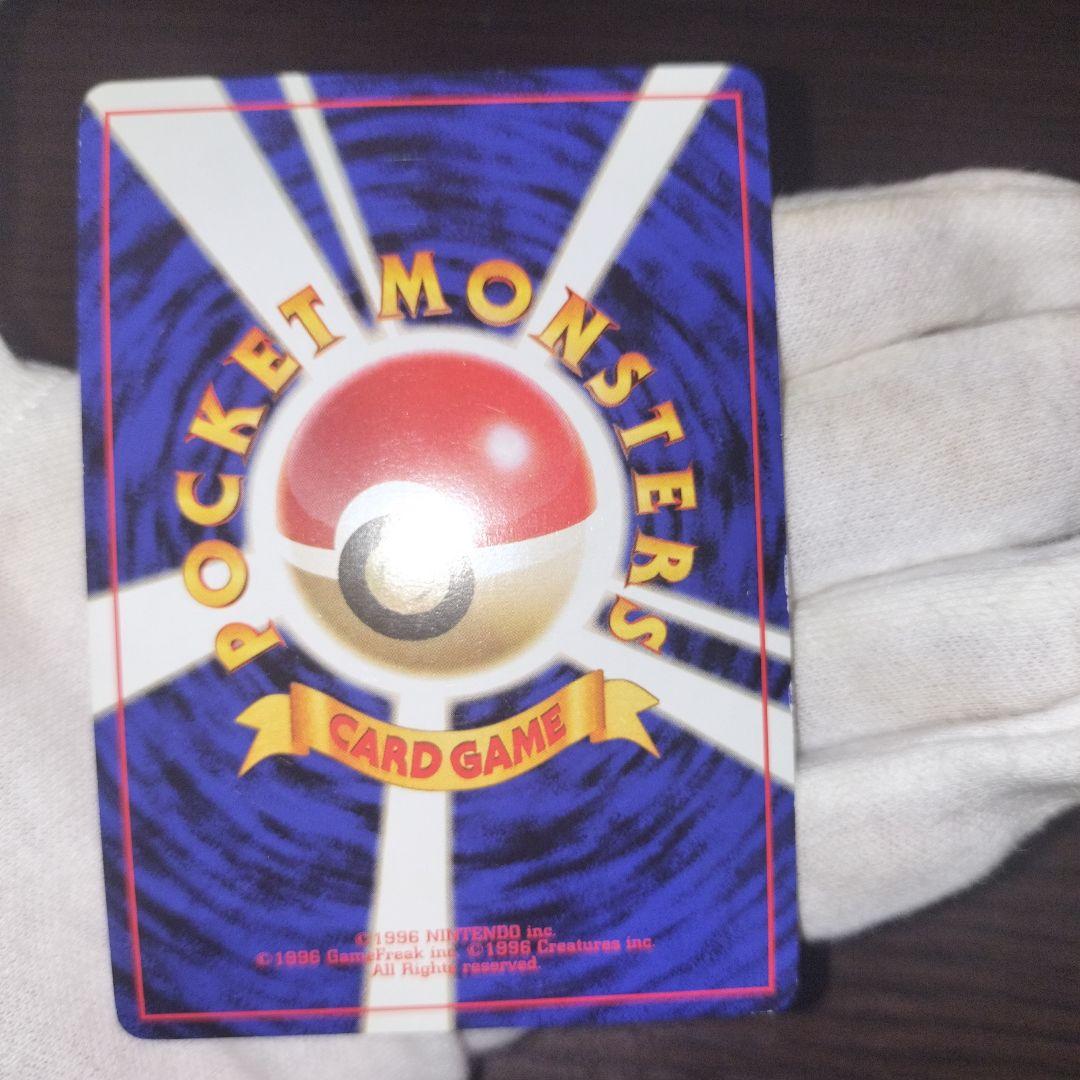 POCKET MONSTERS
CARD GAME
©1996 NINTENDO inc.
©1996 GameFreak inc. ©1996 Creatures inc.
All Rights reserved.